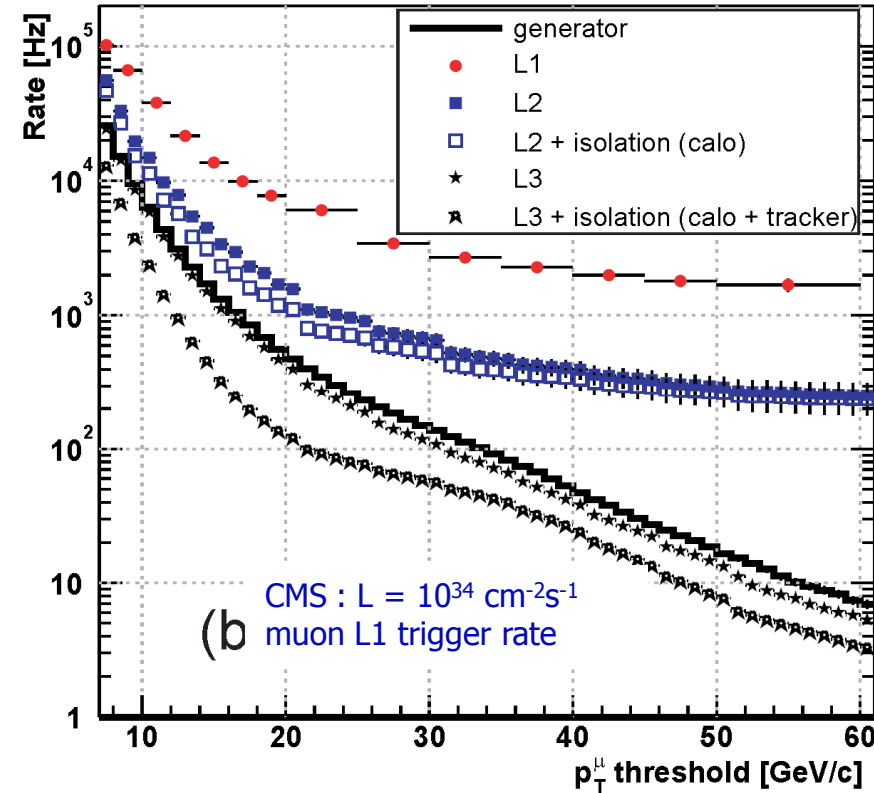 Rate [Hz]
10⁵
10⁴
10³
10²
10
1
generator
L1
L2
L2 + isolation (calo)
L3
L3 + isolation (calo + tracker)
(b
CMS : L = 10³⁴ cm⁻²s⁻¹
muon L1 trigger rate
10 20 30 40 50 60
p_T^μ threshold [GeV/c]